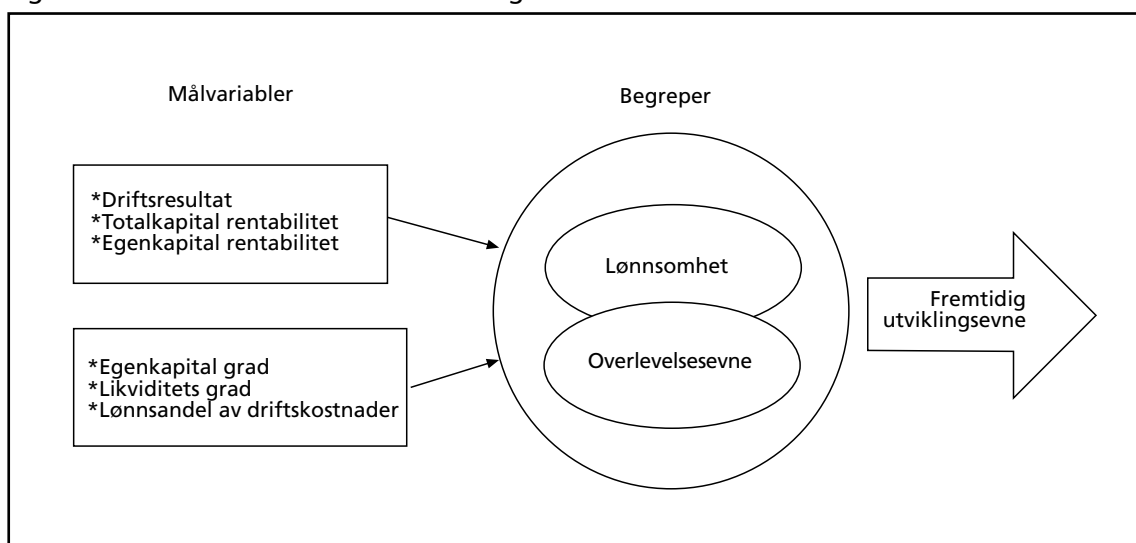 Målvariabler
Begreper
*Driftsresultat
*Totalkapital rentabilitet
*Egenkapital rentabilitet
*Egenkapital grad
*Likviditets grad
*Lønnsandel av driftskostnader
Lønnsomhet
Overlevelsesevne
Fremtidig
utviklingsevne